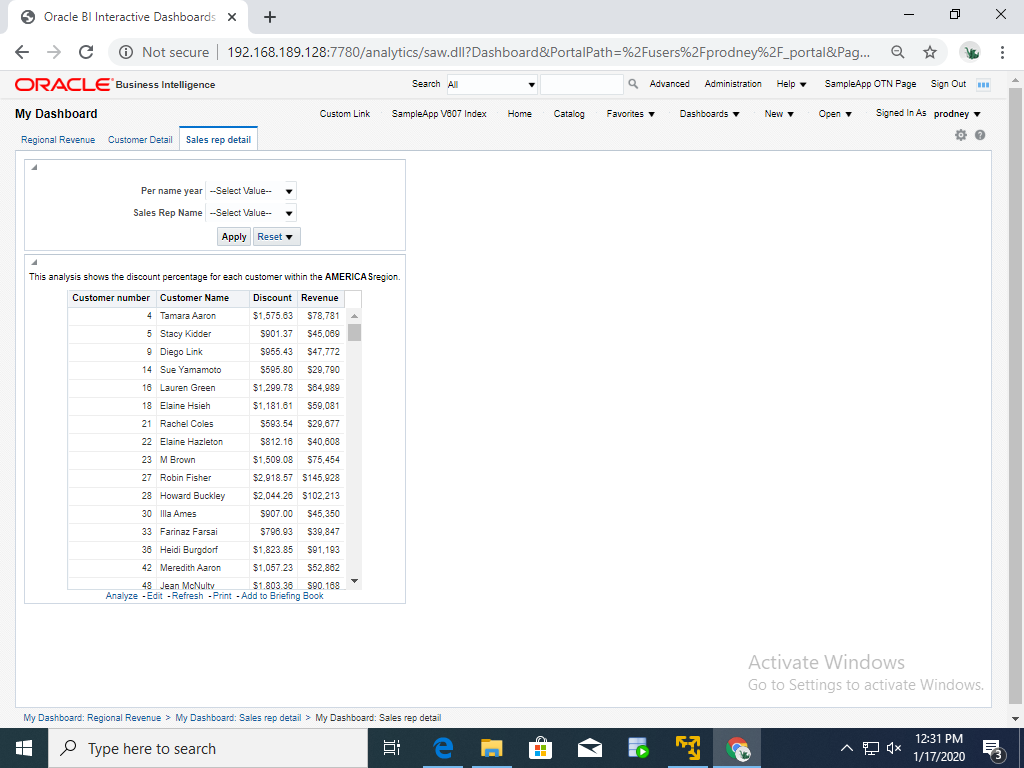 Oracle BI Interactive Dashboards
Not secure 192.168.189.128:7780/analytics/saw.dll?Dashboard&PortalPath=%2Fusers%2Fprodney%2F_portal&Pag...
ORACLE Business Intelligence Search All Advanced Administration Help SampleApp OTN Page Sign Out
My Dashboard Custom Link SampleApp V607 Index Home Catalog Favorites Dashboards New Open Signed In As prodney
Regional Revenue Customer Detail Sales rep detail
Per name year --Select Value--
Sales Rep Name --Select Value--
Apply Reset
This analysis shows the discount percentage for each customer within the AMERICASregion.
Customer number Customer Name Discount Revenue
4 Tamara Aaron $1,575.63 $78,781
5 Stacy Kidder $901.37 $45,069
9 Diego Link $955.43 $47,772
14 Sue Yamamoto $595.80 $29,790
16 Lauren Green $1,299.78 $64,989
18 Elaine Hsieh $1,181.61 $59,081
21 Rachel Coles $593.54 $29,677
22 Elaine Hazleton $812.16 $40,608
23 M Brown $1,509.08 $75,454
27 Robin Fisher $2,918.57 $145,928
28 Howard Buckley $2,044.26 $102,213
30 Illa Ames $907.00 $45,350
33 Farinaz Farsai $796.93 $39,847
36 Heidi Burgdorf $1,823.85 $91,193
42 Meredith Aaron $1,057.23 $52,862
48 Jean McNulty $1,803.36 $90,168
Analyze - Edit - Refresh - Print - Add to Briefing Book
Activate Windows
Go to Settings to activate Windows.
My Dashboard: Regional Revenue > My Dashboard: Sales rep detail > My Dashboard: Sales rep detail
Type here to search
12:31 PM
1/17/2020
3